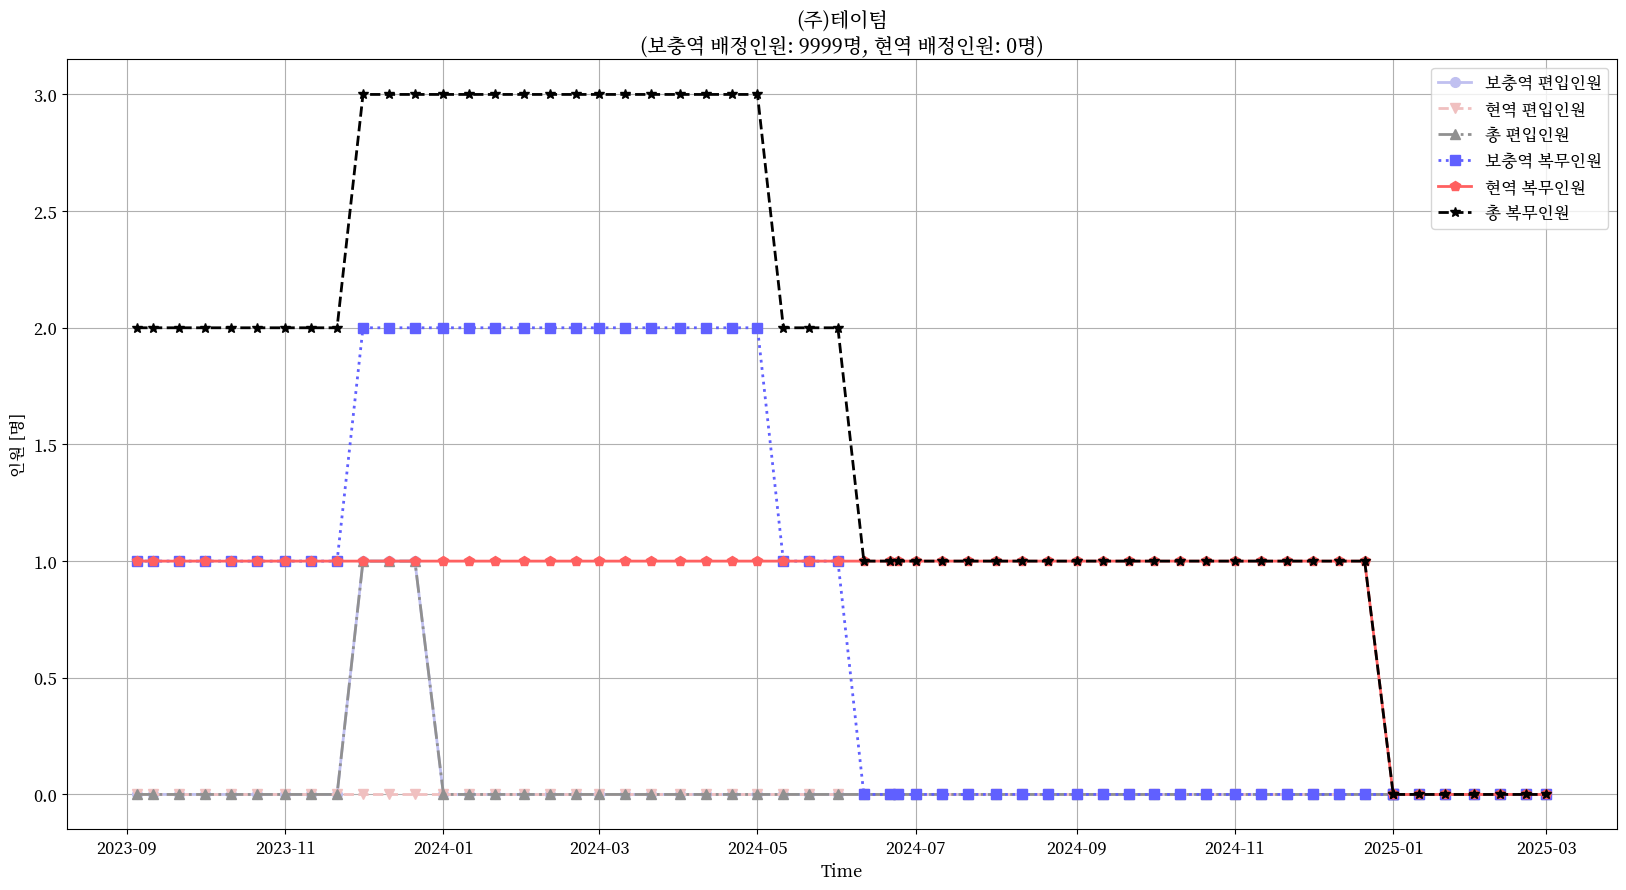 (주)테이텀
(보충역 배정인원: 9999명, 현역 배정인원: 0명)
보충역 편입인원
현역 편입인원
총 편입인원
보충역 복무인원
현역 복무인원
총 복무인원
3.0
2.5
2.0
1.5
1.0
0.5
0.0
인원 [명]
2023-09 2023-11 2024-01 2024-03 2024-05 2024-07 2024-09 2024-11 2025-01 2025-03
Time